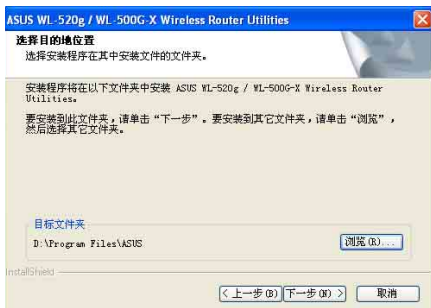 ASUS WL-520g / WL-500G-X Wireless Router Utilities
选择目的地位置
选择安装程序在其中安装文件的文件夹。
安装程序将在以下文件夹中安装 ASUS WL-520g / WL-500G-X Wireless Router
Utilities。
要安装到此文件夹，请单击“下一步”。要安装到其它文件夹，请单击“浏览”，
然后选择其它文件夹。
目标文件夹
D:\Program Files\ASUS
浏览(R)...
InstallShield
< 上一步(B)
下一步(N) >
取消